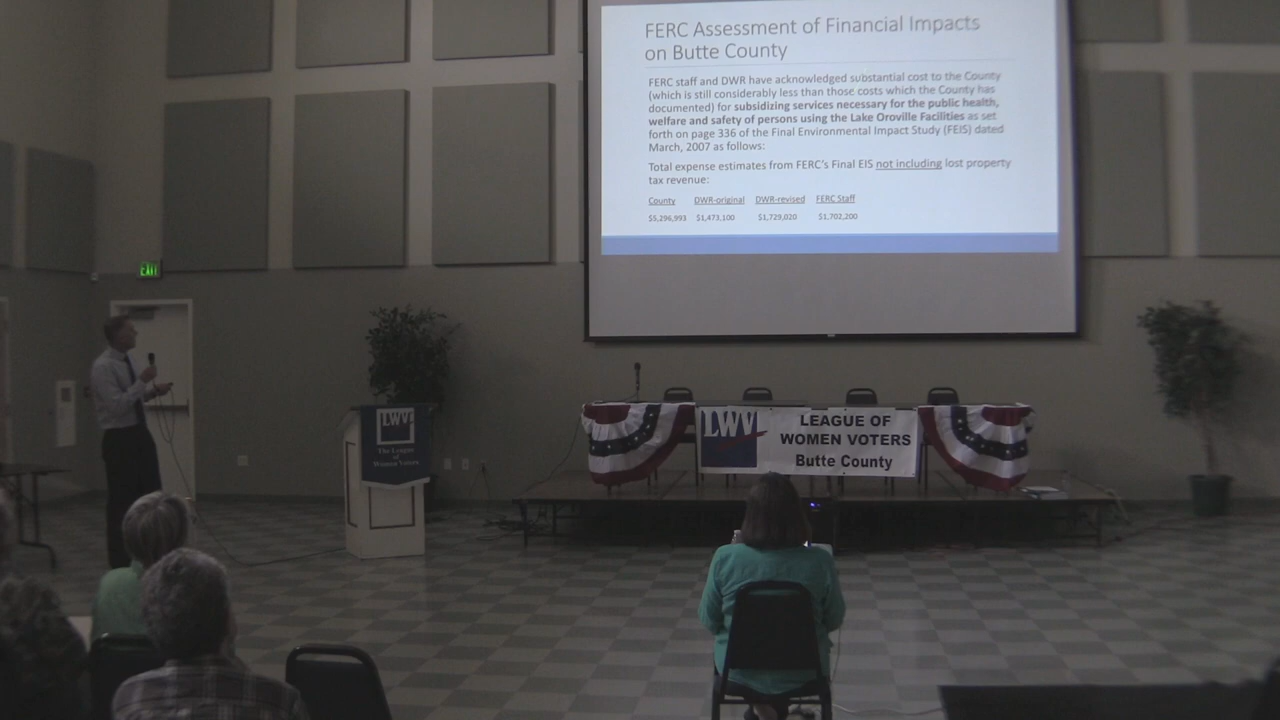 FERC Assessment of Financial Impacts
on Butte County
FERC staff and DWR have acknowledged substantial cost to the County
(which is still considerably less than those costs which the County has
documented) for subsidizing services necessary for the public health,
welfare and safety of persons using the Lake Oroville Facilities as set
forth on page 336 of the Final Environmental Impact Study (FEIS) dated
March, 2007 as follows:
Total expense estimates from FERC's Final EIS not including lost property
tax revenue:
County DWR-original DWR-revised FERC Staff
$5,296,993 $1,473,100 $1,729,020 $1,702,200
EXIT
LWV
The League
of
Women Voters
LWV
LEAGUE OF
WOMEN VOTERS
Butte County